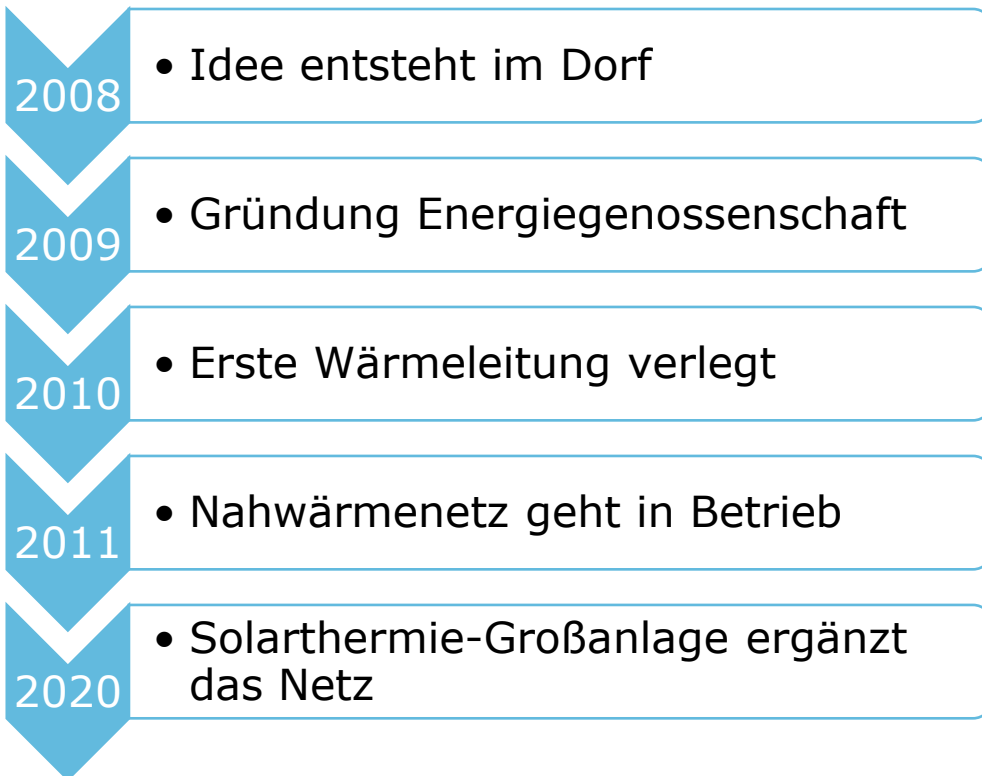 2008
• Idee entsteht im Dorf
2009
• Gründung Energiegenossenschaft
2010
• Erste Wärmeleitung verlegt
2011
• Nahwärmenetz geht in Betrieb
2020
• Solarthermie-Großanlage ergänzt
das Netz